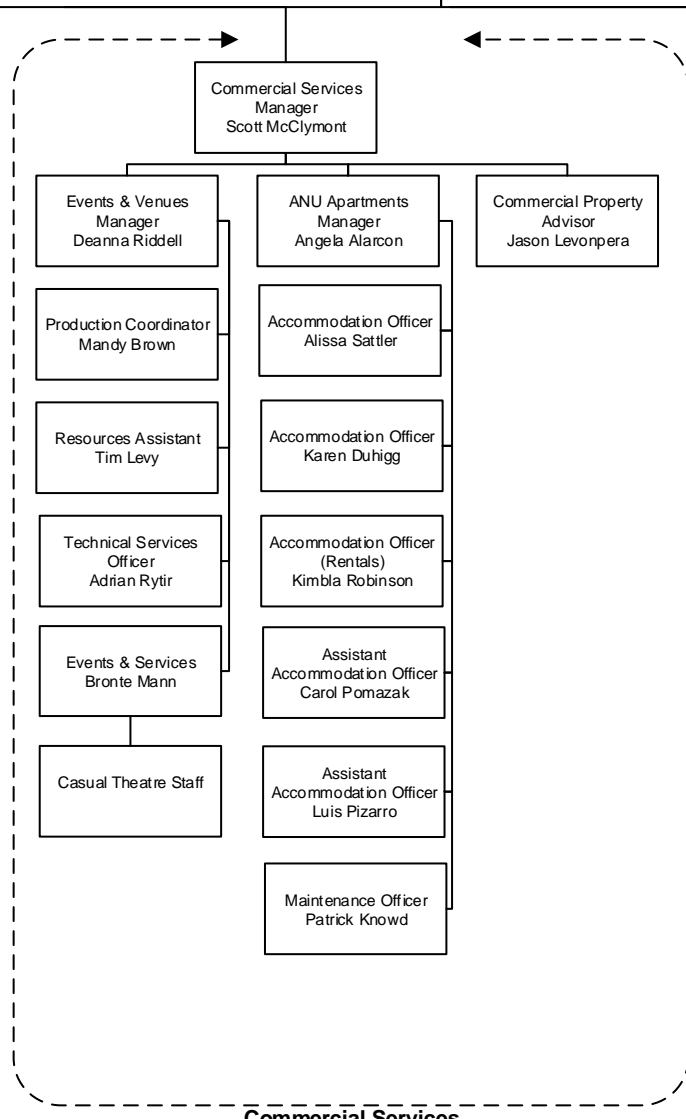 Commercial Services
Manager
Scott McClymont
Events & Venues
Manager
Deanna Riddell
ANU Apartments
Manager
Angela Alarcon
Commercial Property
Advisor
Jason Levonpera
Production Coordinator
Mandy Brown
Accommodation Officer
Alissa Sattler
Resources Assistant
Tim Levy
Accommodation Officer
Karen Duhigg
Technical Services
Officer
Adrian Rytir
Accommodation Officer
(Rentals)
Kimbla Robinson
Events & Services
Bronte Mann
Assistant
Accommodation Officer
Carol Pomazak
Casual Theatre Staff
Assistant
Accommodation Officer
Luis Pizarro
Maintenance Officer
Patrick Knowd
Commercial Services